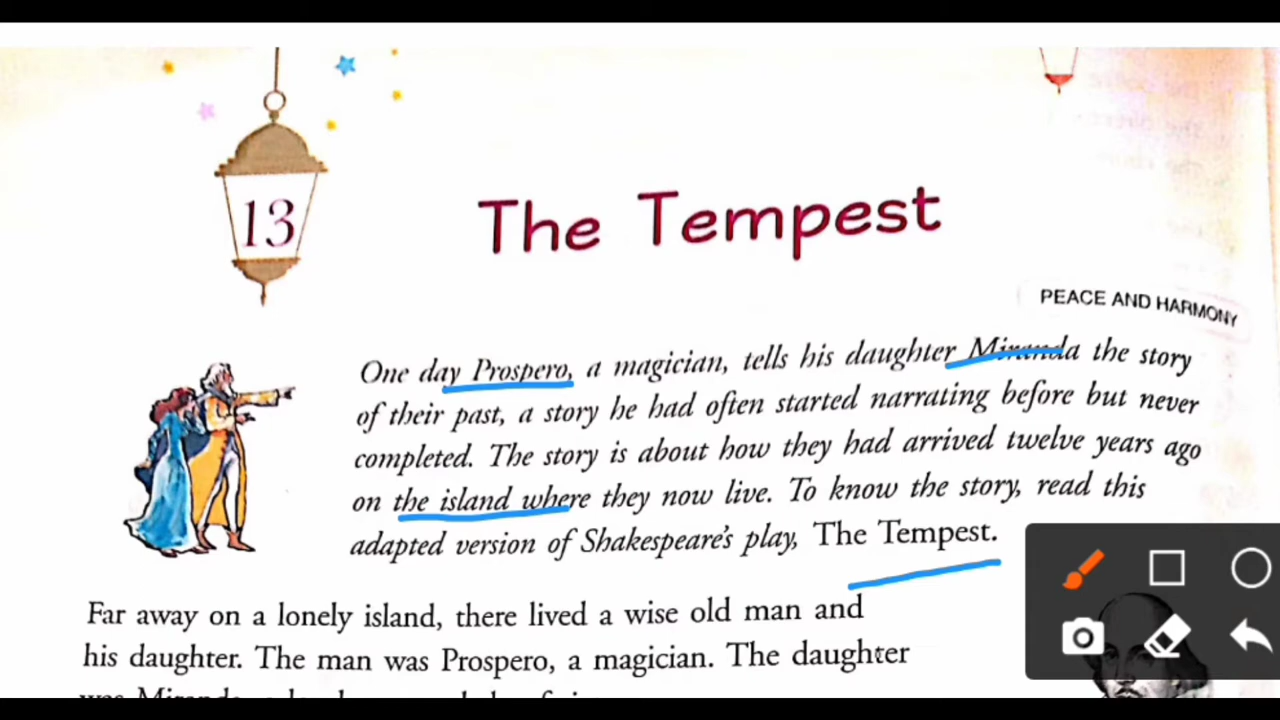 13
The Tempest
PEACE AND HARMONY
One day Prospero, a magician, tells his daughter Miranda the story
of their past, a story he had often started narrating before but never
completed. The story is about how they had arrived twelve years ago
on the island where they now live. To know the story, read this
adapted version of Shakespeare's play, The Tempest.
Far away on a lonely island, there lived a wise old man and
his daughter. The man was Prospero, a magician. The daughter
was Miranda